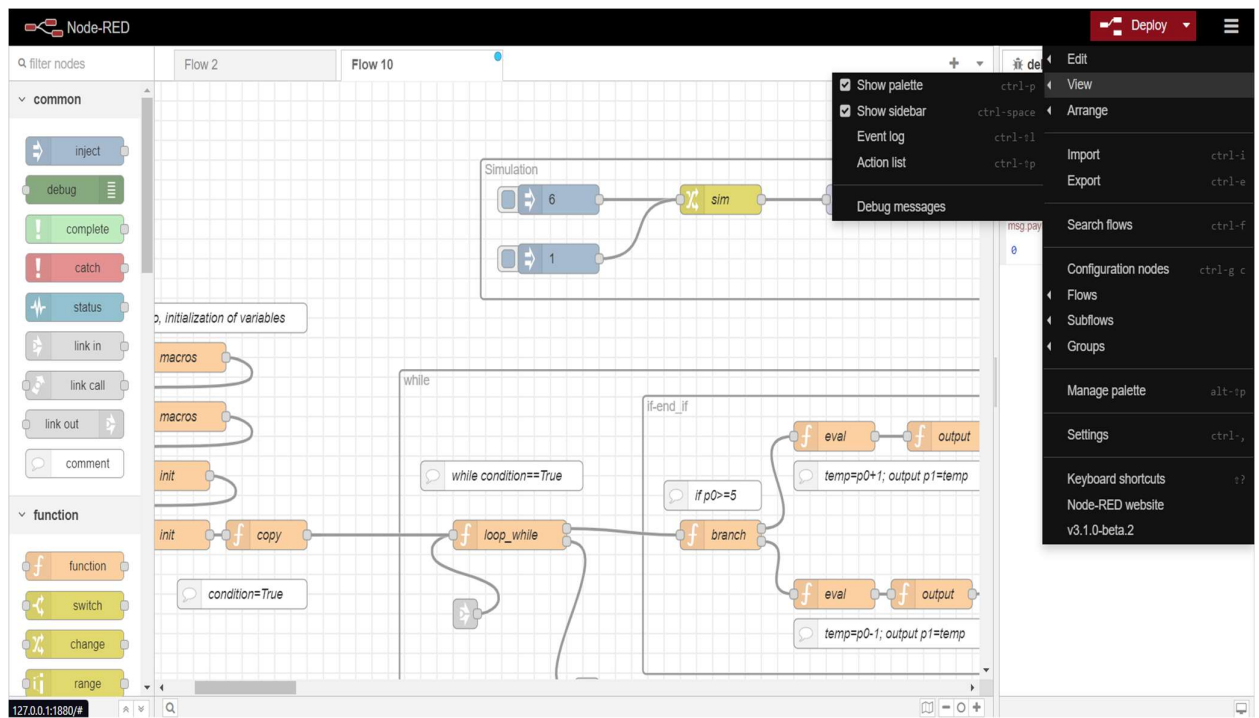 Node-RED
Deploy
filter nodes
Flow 2
Flow 10
common
inject
debug
complete
catch
status
link in
link call
link out
comment
function
function
switch
change
range
127.0.0.1:1880/#
Simulation
6
sim
1
o, initialization of variables
macros
macros
init
init
copy
condition=True
while
while condition==True
loop_while
if-end_if
if p0>=5
branch
eval
output
temp=p0+1; output p1=temp
eval
output
temp=p0-1; output p1=temp
Show palette ctrl-p
Show sidebar ctrl-space
Event log ctrl-⇧l
Action list ctrl-⇧p
Debug messages
de
msg.pay
0
Edit
View
Arrange
Import ctrl-i
Export ctrl-e
Search flows ctrl-f
Configuration nodes ctrl-g c
Flows
Subflows
Groups
Manage palette alt-⇧p
Settings ctrl-,
Keyboard shortcuts ⇧?
Node-RED website
v3.1.0-beta.2